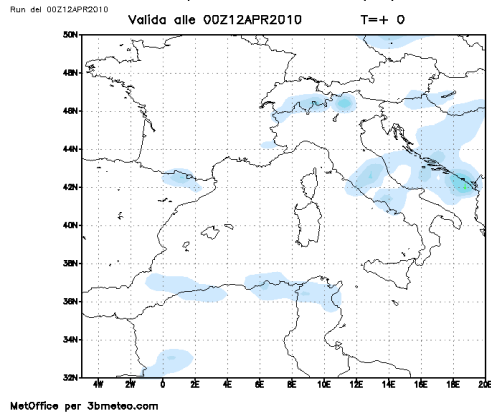 Run del 00Z12APR2010
Valida alle 00Z12APR2010 T=+ 0
50N
48N
46N
44N
42N
40N
38N
36N
34N
32N
4W 2W 0 2E 4E 6E 8E 10E 12E 14E 16E 18E 20E
MetOffice per 3bmeteo.com